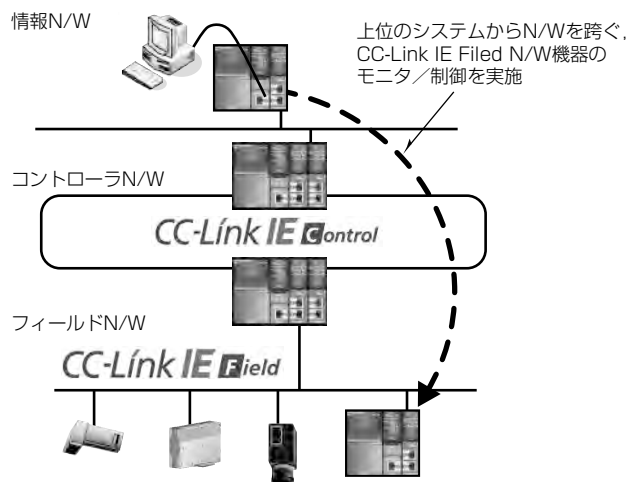 情報N/W
上位のシステムからN/Wを跨ぐ,
CC-Link IE Filed N/W機器の
モニタ/制御を実施
コントローラN/W
CC-Link IE Control
フィールドN/W
CC-Link IE Field